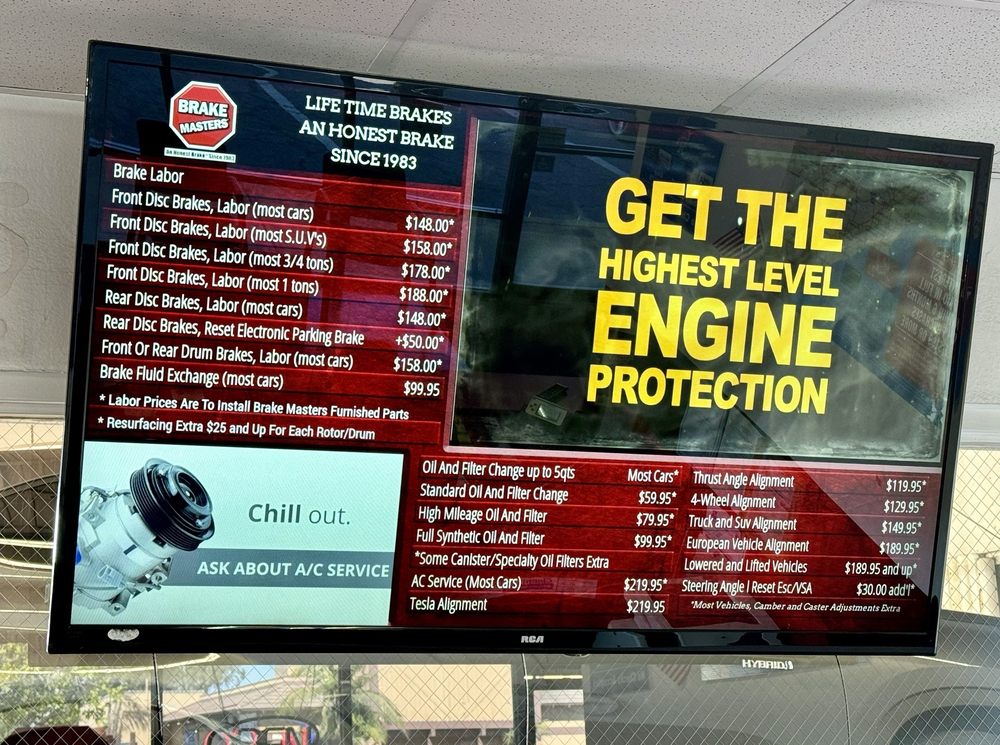 BRAKE
MASTERS
An Honest Brake® Since 1983
LIFE TIME BRAKES
AN HONEST BRAKE
SINCE 1983
Brake Labor
Front Disc Brakes, Labor (most cars) $148.00*
Front Disc Brakes, Labor (most S.U.V's) $158.00*
Front Disc Brakes, Labor (most 3/4 tons) $178.00*
Front Disc Brakes, Labor (most 1 tons) $188.00*
Rear Disc Brakes, Labor (most cars) $148.00*
Rear Disc Brakes, Reset Electronic Parking Brake +$50.00*
Front Or Rear Drum Brakes, Labor (most cars) $158.00*
Brake Fluid Exchange (most cars) $99.95
* Labor Prices Are To Install Brake Masters Furnished Parts
* Resurfacing Extra $25 and Up For Each Rotor/Drum
GET THE
HIGHEST LEVEL
ENGINE
PROTECTION
Chill out.
ASK ABOUT A/C SERVICE
Oil And Filter Change up to 5qts Most Cars*
Standard Oil And Filter Change $59.95*
High Mileage Oil And Filter $79.95*
Full Synthetic Oil And Filter $99.95*
*Some Canister/Specialty Oil Filters Extra
AC Service (Most Cars) $219.95*
Tesla Alignment $219.95
Thrust Angle Alignment $119.95*
4-Wheel Alignment $129.95*
Truck and Suv Alignment $149.95*
European Vehicle Alignment $189.95*
Lowered and Lifted Vehicles $189.95 and up*
Steering Angle | Reset Esc/VSA $30.00 add'l*
*Most Vehicles, Camber and Caster Adjustments Extra
RCA
HYBRID
OPEN